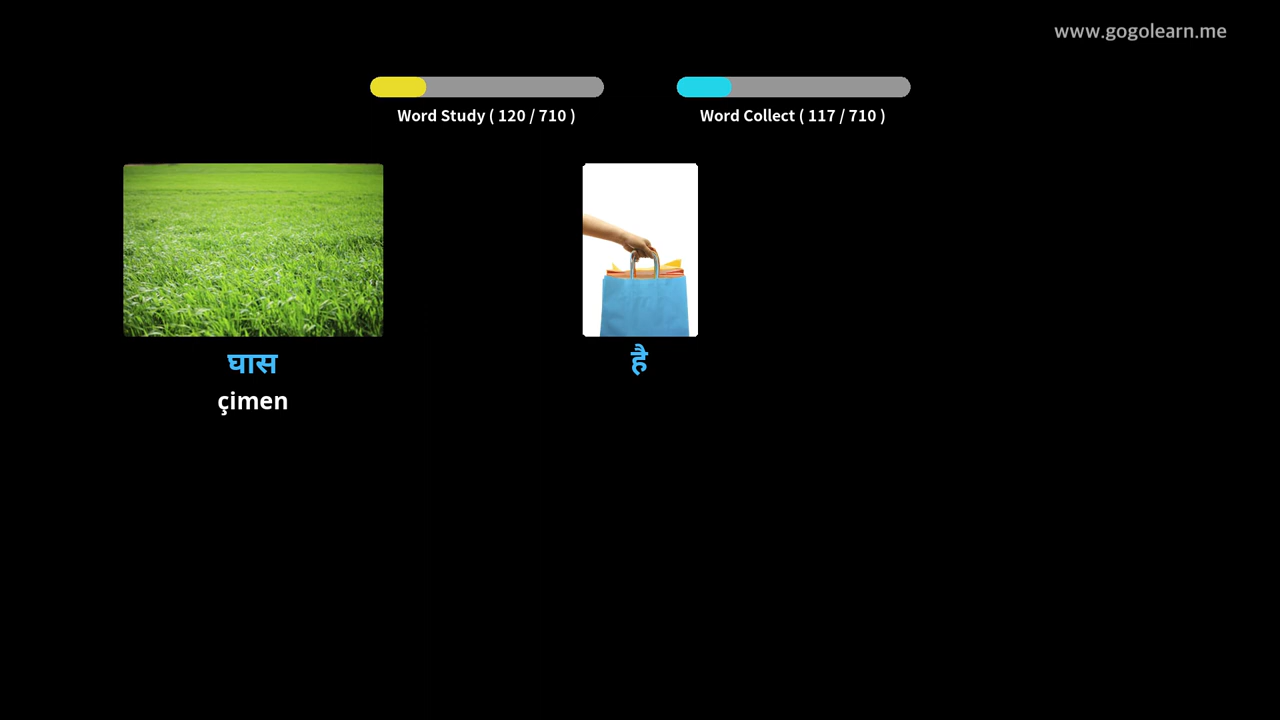 www.gogolearn.me
Word Study ( 120 / 710 )
Word Collect ( 117 / 710 )
घास
çimen
है